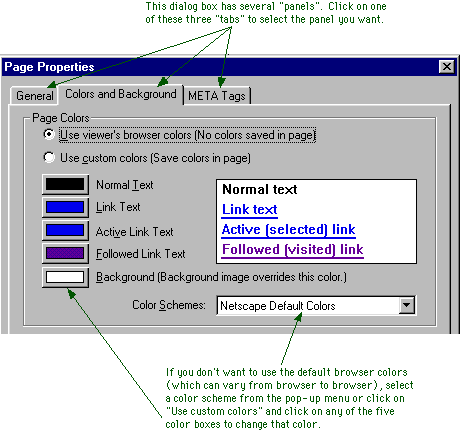 This dialog box has several "panels". Click on one
of these three "tabs" to select the panel you want.
Page Properties
General Colors and Background META Tags
Page Colors
Use viewer's browser colors (No colors saved in page)
Use custom colors (Save colors in page)
Normal Text
Link Text
Active Link Text
Followed Link Text
Background (Background image overrides this color.)
Normal text
Link text
Active (selected) link
Followed (visited) link
Color Schemes: Netscape Default Colors
If you don't want to use the default browser colors
(which can vary from browser to browser), select
a color scheme from the pop-up menu or click on
"Use custom colors" and click on any of the five
color boxes to change that color.